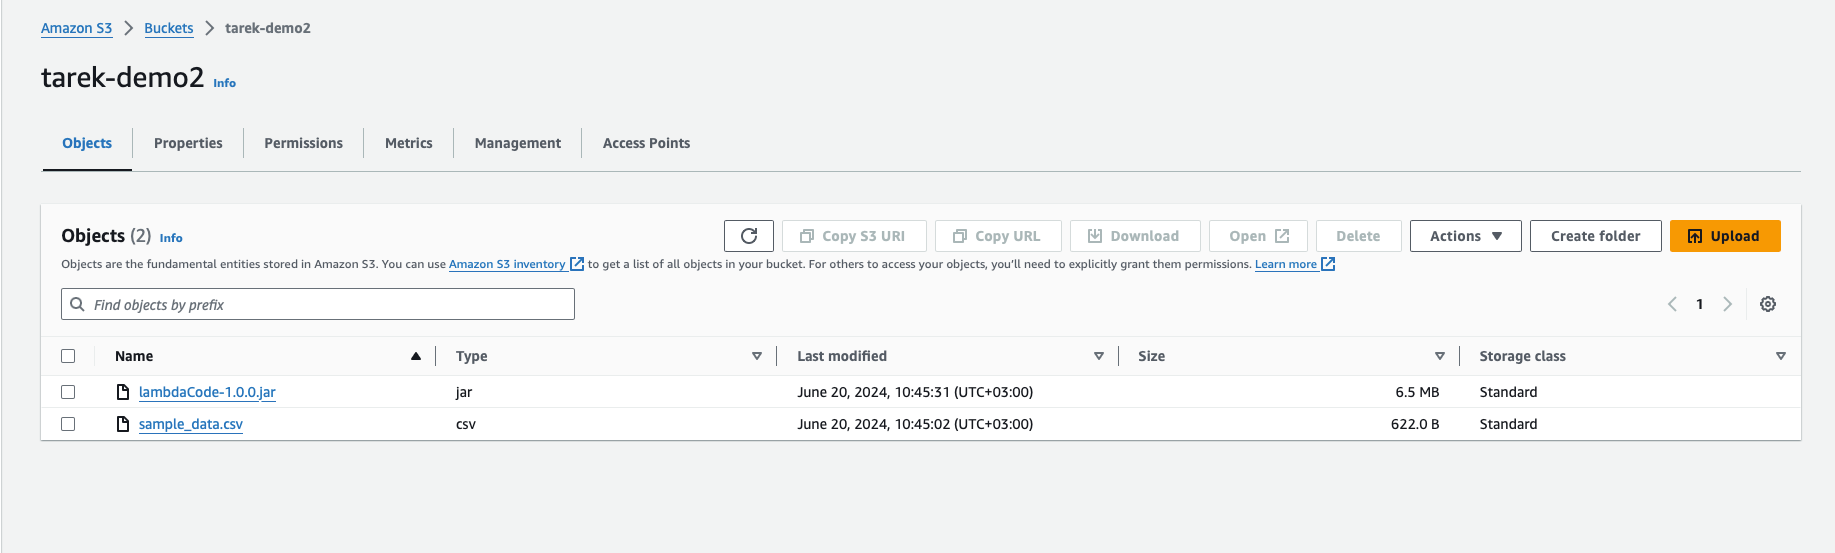 Amazon S3 > Buckets > tarek-demo2
tarek-demo2 Info
Objects Properties Permissions Metrics Management Access Points
Objects (2) Info Copy S3 URI Copy URL Download Open Delete Actions Create folder Upload
Objects are the fundamental entities stored in Amazon S3. You can use Amazon S3 inventory to get a list of all objects in your bucket. For others to access your objects, you'll need to explicitly grant them permissions. Learn more
Find objects by prefix 1
Name Type Last modified Size Storage class
lambdaCode-1.0.0.jar jar June 20, 2024, 10:45:31 (UTC+03:00) 6.5 MB Standard
sample_data.csv csv June 20, 2024, 10:45:02 (UTC+03:00) 622.0 B Standard